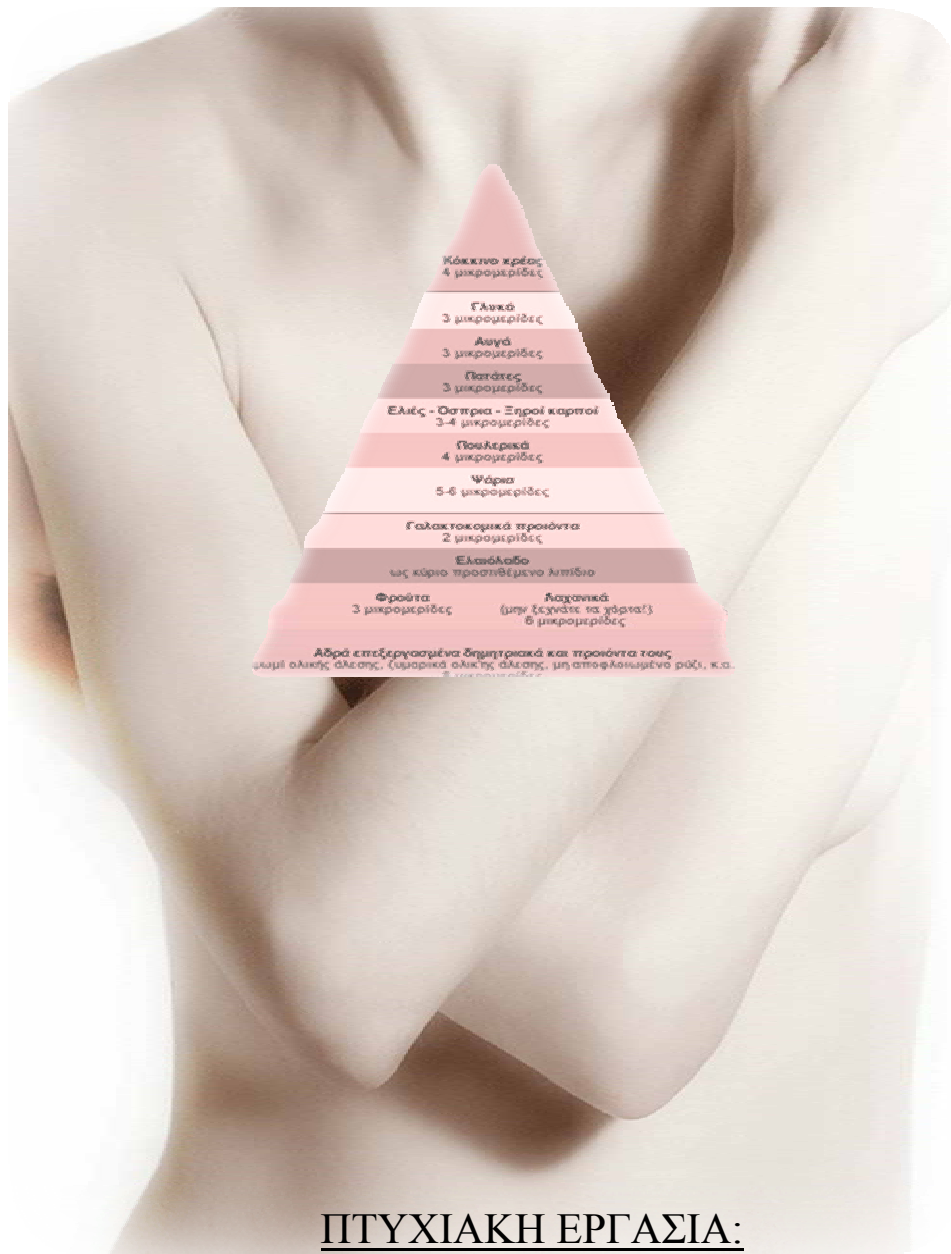 Κόκκινο κρέας
4 μικρομερίδες
Γλυκά
3 μικρομερίδες
Αυγά
3 μικρομερίδες
Πατάτες
3 μικρομερίδες
Ελιές - Όσπρια - Ξηροί καρποί
3-4 μικρομερίδες
Πουλερικά
4 μικρομερίδες
Ψάρια
5-6 μικρομερίδες
Γαλακτοκομικά προϊόντα
2 μικρομερίδες
Ελαιόλαδο
ως κύριο προστιθέμενο λιπίδιο
Φρούτα
3 μικρομερίδες
Λαχανικά
(μην ξεχνάτε τα χόρτα!)
6 μικρομερίδες
Αδρά επεξεργασμένα δημητριακά και προϊόντα τους
ψωμί ολικής άλεσης, ζυμαρικά ολικής άλεσης, μη αποφλοιωμένο ρύζι, κ.α.
ΠΤΥΧΙΑΚΗ ΕΡΓΑΣΙΑ: